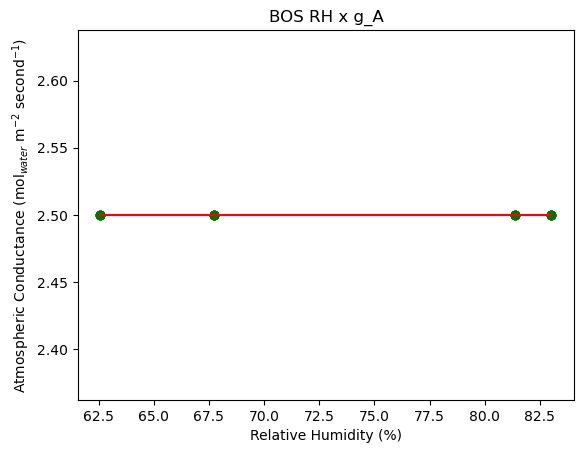 BOS RH x g_A
Atmospheric Conductance (mol_water m⁻² second⁻¹)
2.60
2.55
2.50
2.45
2.40
62.5 65.0 67.5 70.0 72.5 75.0 77.5 80.0 82.5
Relative Humidity (%)